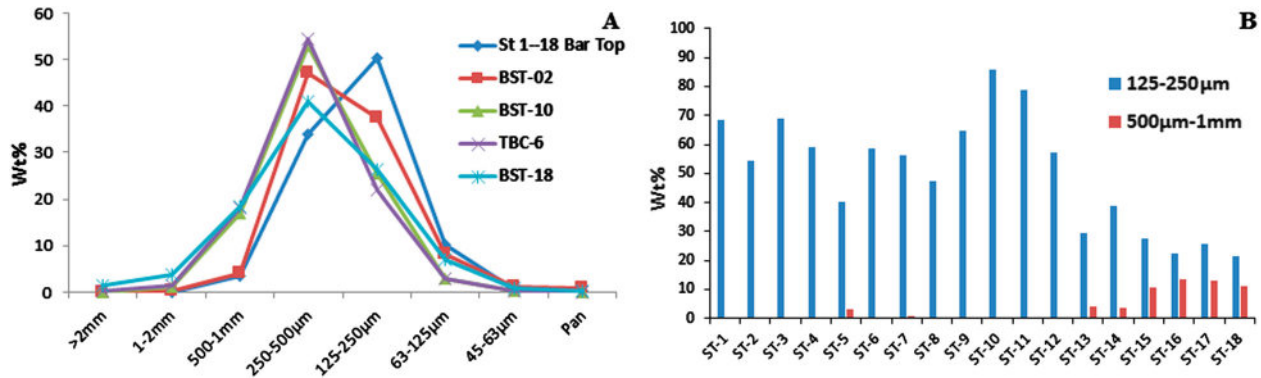 A
60
50
40
30
20
10
0
Wt%
>2mm
1-2mm
500-1mm
250-500µm
125-250µm
63-125µm
45-63µm
Pan
St 1--18 Bar Top
BST-02
BST-10
TBC-6
BST-18
B
100
90
80
70
60
50
40
30
20
10
0
Wt%
ST-1
ST-2
ST-3
ST-4
ST-5
ST-6
ST-7
ST-8
ST-9
ST-10
ST-11
ST-12
ST-13
ST-14
ST-15
ST-16
ST-17
ST-18
125-250µm
500µm-1mm